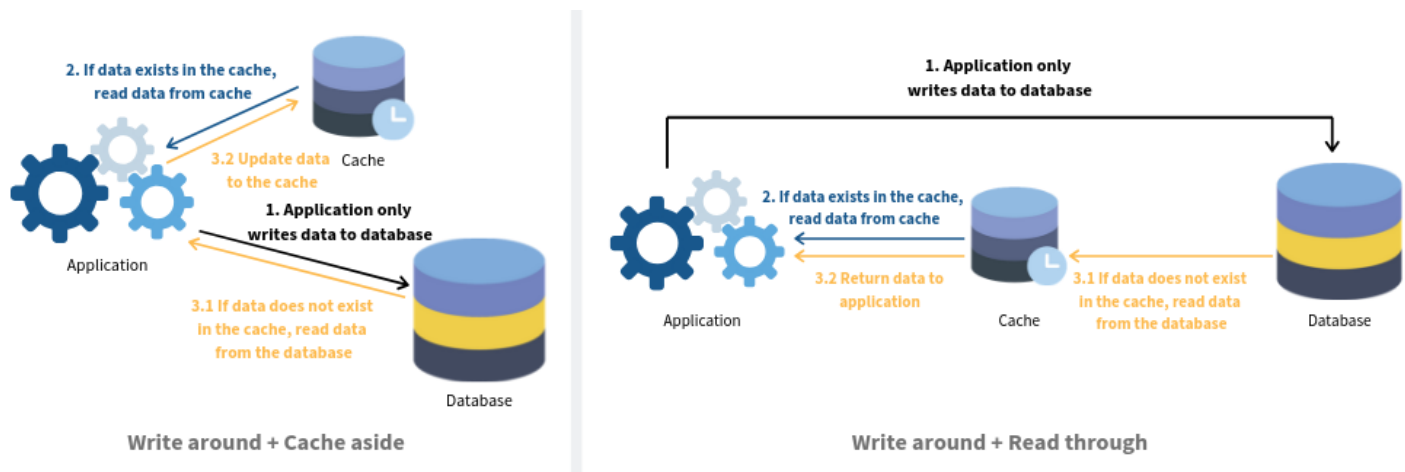 2. If data exists in the cache,
read data from cache
Cache
3.2 Update data
to the cache
1. Application only
writes data to database
Application
3.1 If data does not exist
in the cache, read data
from the database
Database
Write around + Cache aside
1. Application only
writes data to database
2. If data exists in the cache,
read data from cache
3.2 Return data to
application
3.1 If data does not exist
in the cache, read data
from the database
Application
Cache
Database
Write around + Read through